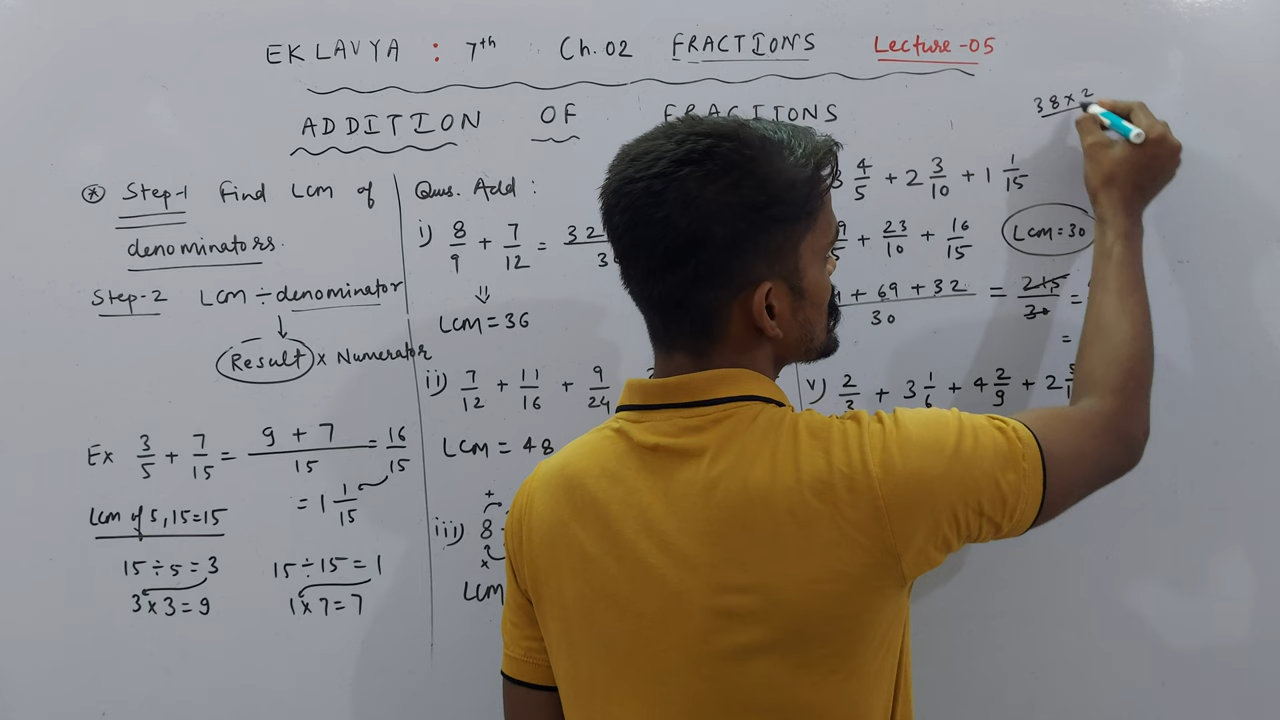 EKLAVYA : 7th Ch. 02 FRACTIONS Lecture-05
ADDITION OF FRACTIONS
38×2
⊛ Step-1 Find LCM of
denominators.
Step-2 LCM ÷ denominator
↓
Result × Numerator
Ex 3/5 + 7/15 = (9 + 7)/15 = 16/15
= 1 1/15
LCM of 5,15=15
15÷5=3 15÷15=1
3×3=9 1×7=7
Ques. Add :
i) 8/9 + 7/12 = 32
⇓
LCM=36
ii) 7/12 + 11/16 + 9/24
LCM = 48
iii) 8
LCM
4/5 + 2 3/10 + 1 1/15
+ 23/10 + 16/15 LCM=30
+ 69 + 32 / 30 = 215/30 =
=
v) 2/3 + 3 1/6 + 4 2/9 + 2